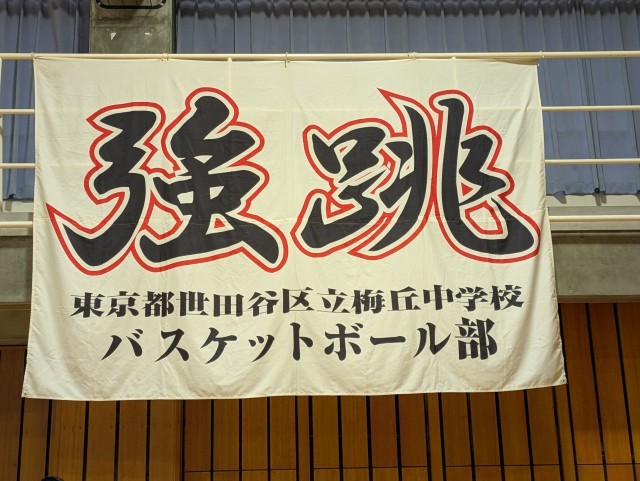 強跳
東京都世田谷区立梅丘中学校
バスケットボール部